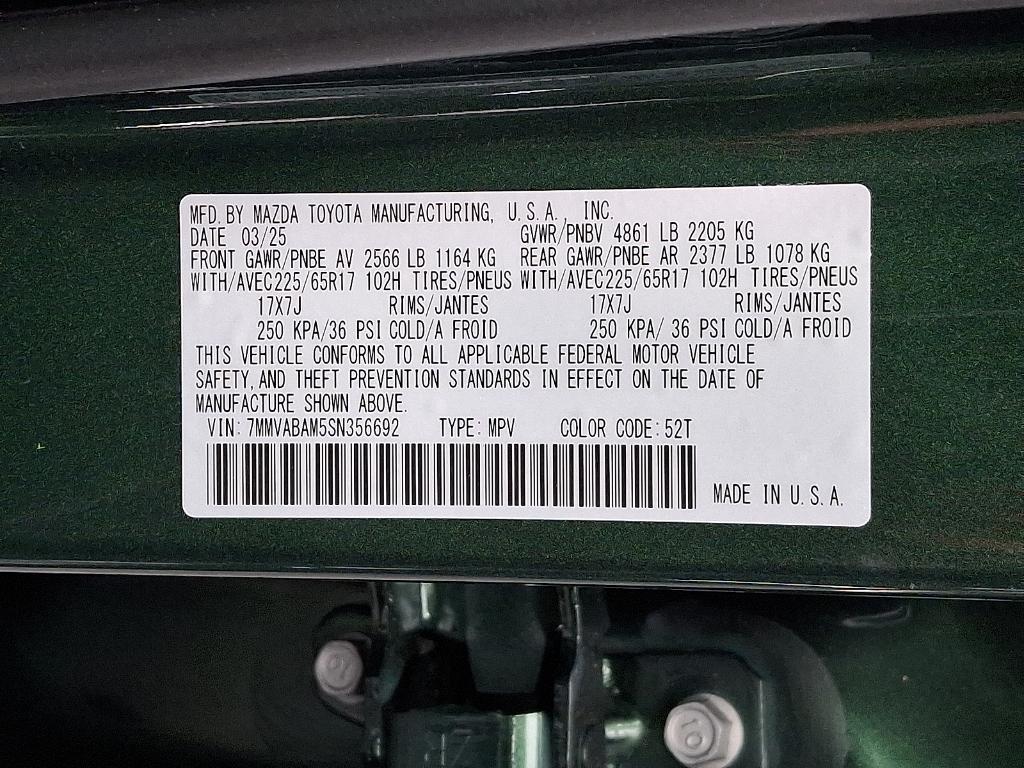 MFD. BY MAZDA TOYOTA MANUFACTURING, U.S.A., INC.
DATE 03/25 GVWR/PNBV 4861 LB 2205 KG
FRONT GAWR/PNBE AV 2566 LB 1164 KG REAR GAWR/PNBE AR 2377 LB 1078 KG
WITH/AVEC225/65R17 102H TIRES/PNEUS WITH/AVEC225/65R17 102H TIRES/PNEUS
17X7J RIMS/JANTES 17X7J RIMS/JANTES
250 KPA/36 PSI COLD/A FROID 250 KPA/ 36 PSI COLD/A FROID
THIS VEHICLE CONFORMS TO ALL APPLICABLE FEDERAL MOTOR VEHICLE
SAFETY, AND THEFT PREVENTION STANDARDS IN EFFECT ON THE DATE OF
MANUFACTURE SHOWN ABOVE.
VIN: 7MMVABAM5SN356692 TYPE: MPV COLOR CODE: 52T
MADE IN U.S.A.